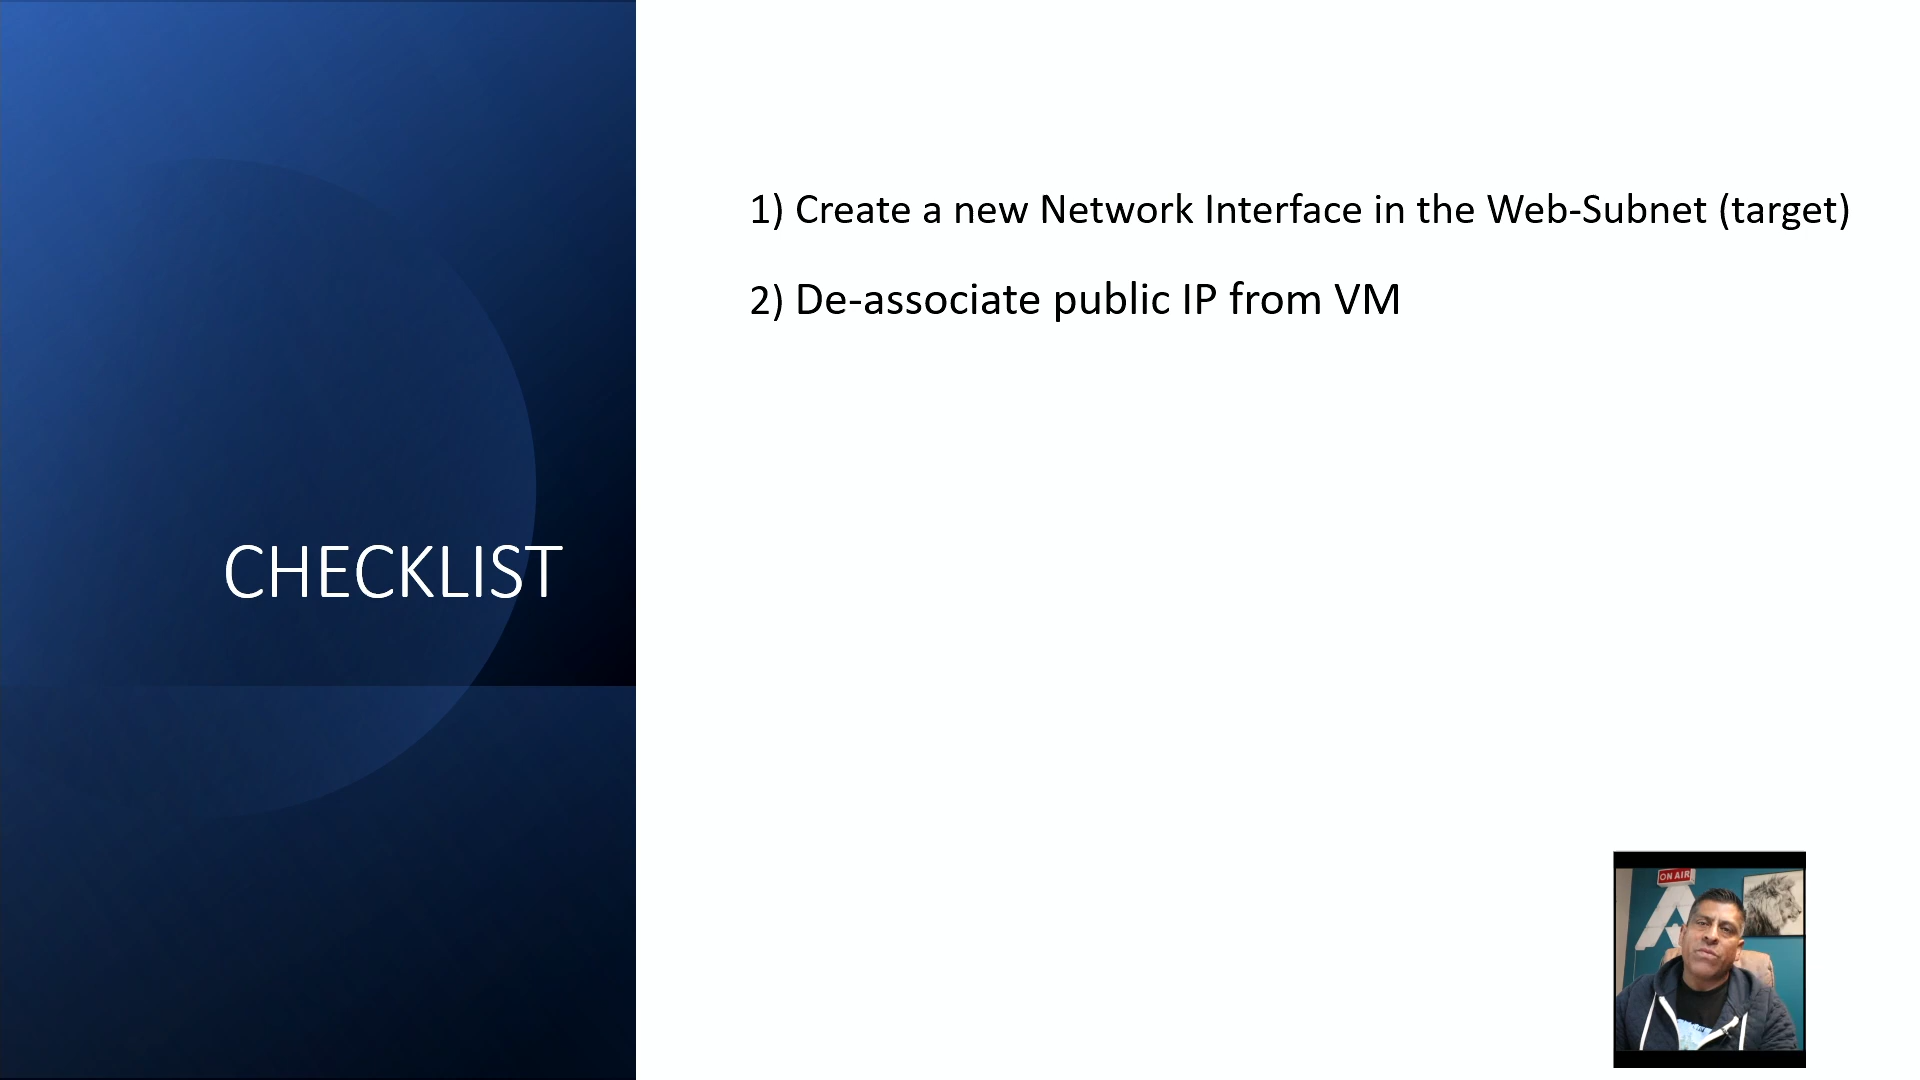 CHECKLIST
1) Create a new Network Interface in the Web-Subnet (target)
2) De-associate public IP from VM
ON AIR